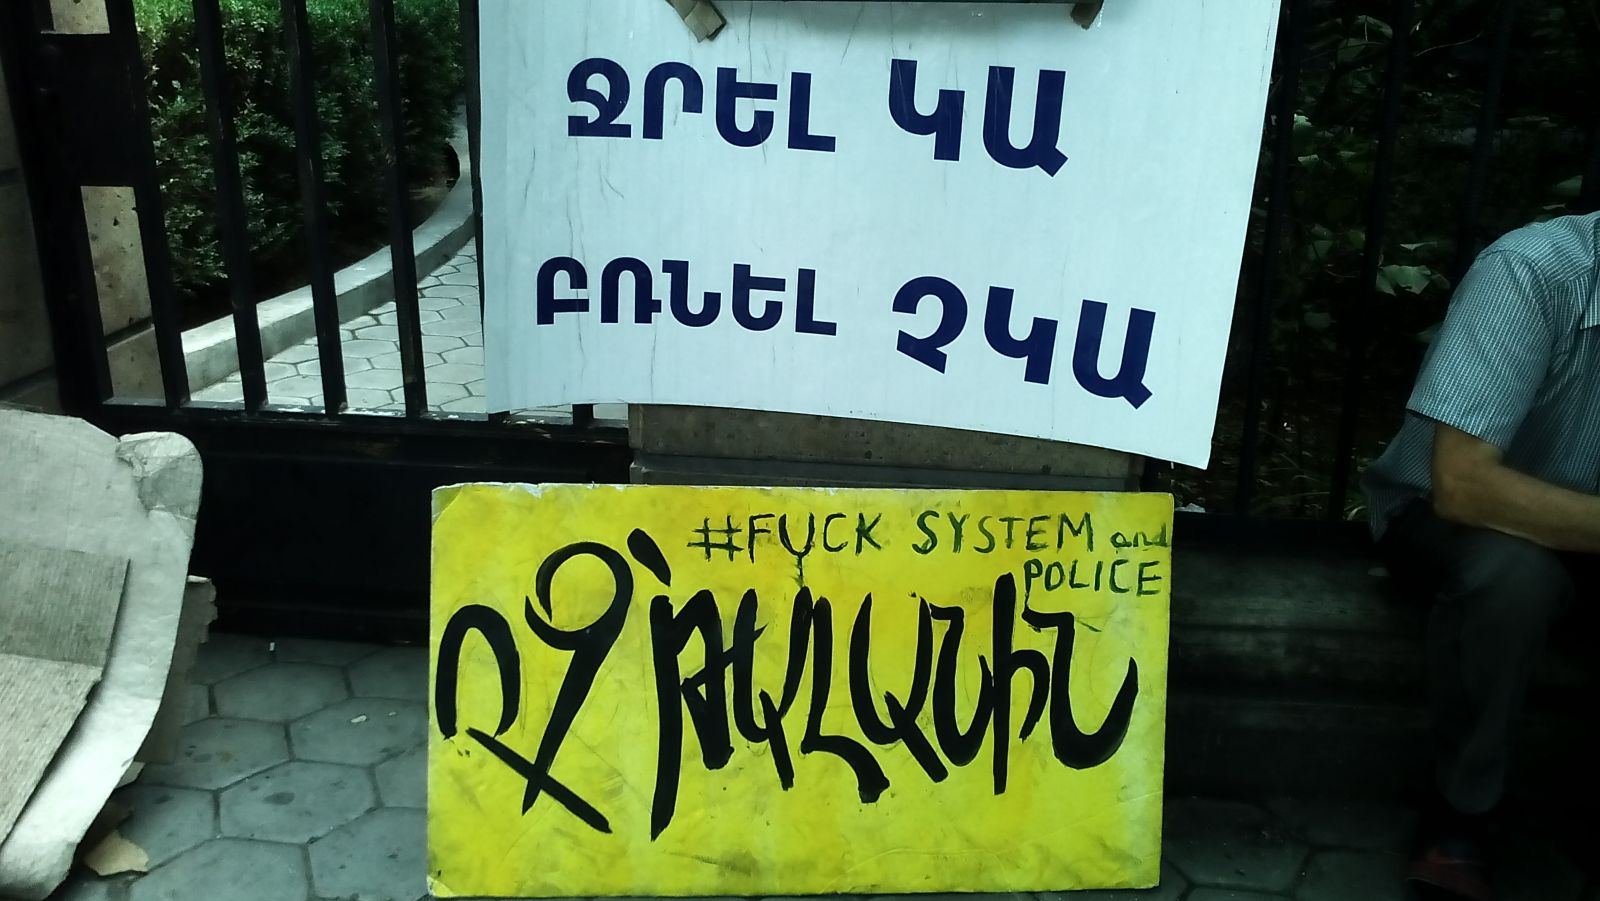 ՋՐԵԼ ԿԱ
ԲՌՆԵԼ ՉԿԱ
#FUCK SYSTEM and
POLICE
ՈՉ՝ թալանին